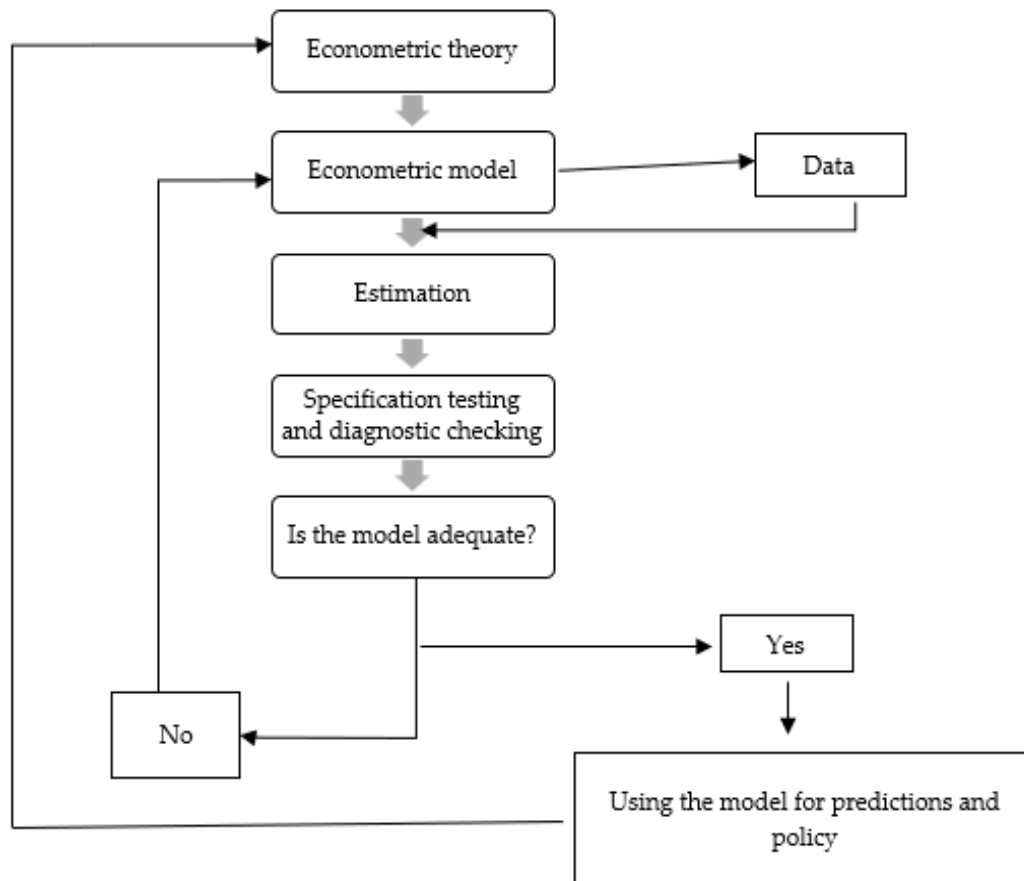 Econometric theory
Econometric model
Data
Estimation
Specification testing
and diagnostic checking
Is the model adequate?
Yes
No
Using the model for predictions and
policy